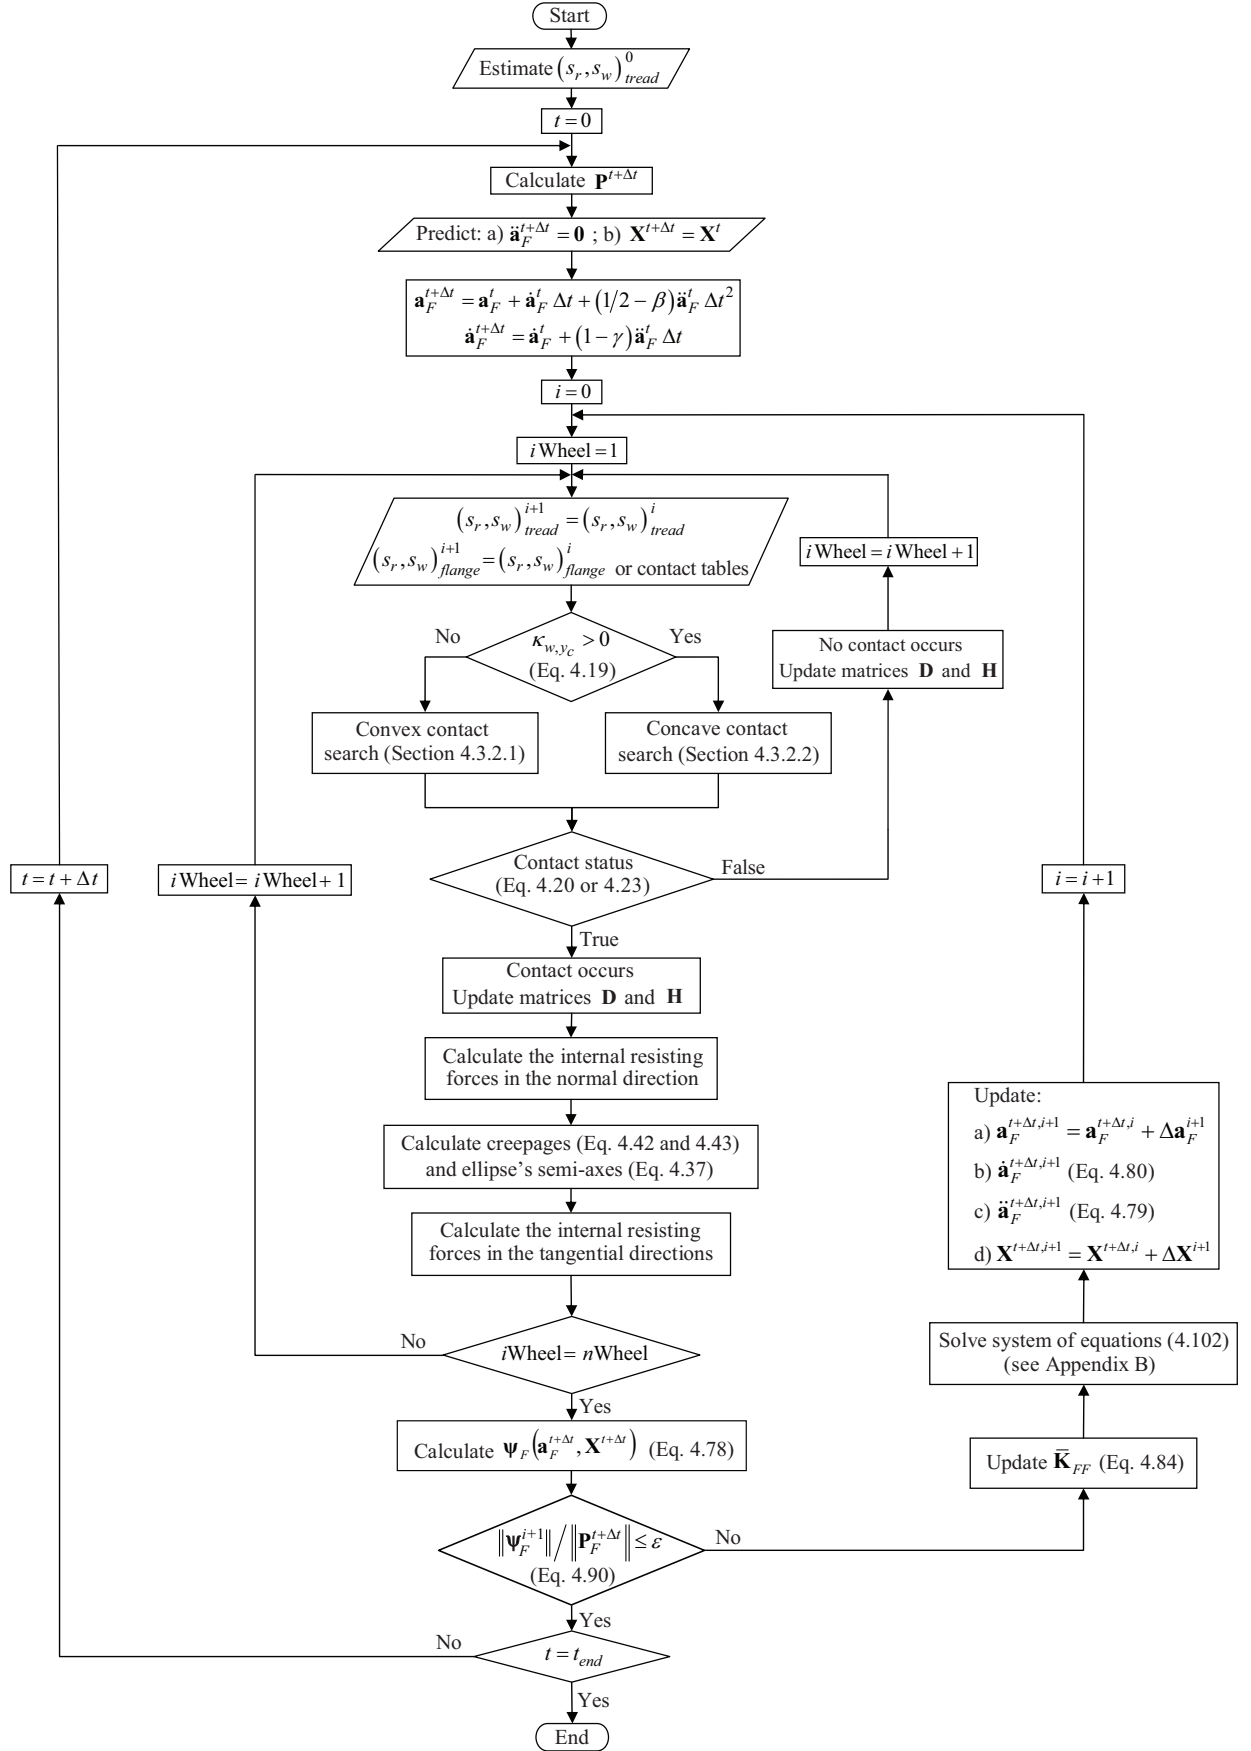 Start
Estimate (s_r, s_w)^0_tread
t = 0
Calculate P^{t+Δt}
Predict: a) ä_F^{t+Δt} = 0 ; b) X^{t+Δt} = X^t
a_F^{t+Δt} = a_F^t + ȧ_F^t Δt + (1/2 − β) ä_F^t Δt^2
ȧ_F^{t+Δt} = ȧ_F^t + (1 − γ) ä_F^t Δt
i = 0
iWheel = 1
(s_r, s_w)^{i+1}_tread = (s_r, s_w)^i_tread
(s_r, s_w)^{i+1}_flange = (s_r, s_w)^i_flange or contact tables
iWheel = iWheel + 1
No
κ_{w,y_c} > 0
(Eq. 4.19)
Yes
No contact occurs
Update matrices D and H
Convex contact
search (Section 4.3.2.1)
Concave contact
search (Section 4.3.2.2)
Contact status
(Eq. 4.20 or 4.23)
False
t = t + Δt
iWheel = iWheel + 1
i = i + 1
True
Contact occurs
Update matrices D and H
Calculate the internal resisting
forces in the normal direction
Calculate creepages (Eq. 4.42 and 4.43)
and ellipse's semi-axes (Eq. 4.37)
Calculate the internal resisting
forces in the tangential directions
Update:
a) a_F^{t+Δt,i+1} = a_F^{t+Δt,i} + Δa_F^{i+1}
b) ȧ_F^{t+Δt,i+1} (Eq. 4.80)
c) ä_F^{t+Δt,i+1} (Eq. 4.79)
d) X^{t+Δt,i+1} = X^{t+Δt,i} + ΔX^{i+1}
No
iWheel = nWheel
Solve system of equations (4.102)
(see Appendix B)
Yes
Calculate ψ_F(a_F^{t+Δt}, X^{t+Δt}) (Eq. 4.78)
Update K̄_FF (Eq. 4.84)
‖ψ_F^{i+1}‖ / ‖P_F^{t+Δt}‖ ≤ ε
(Eq. 4.90)
No
Yes
No
t = t_end
Yes
End